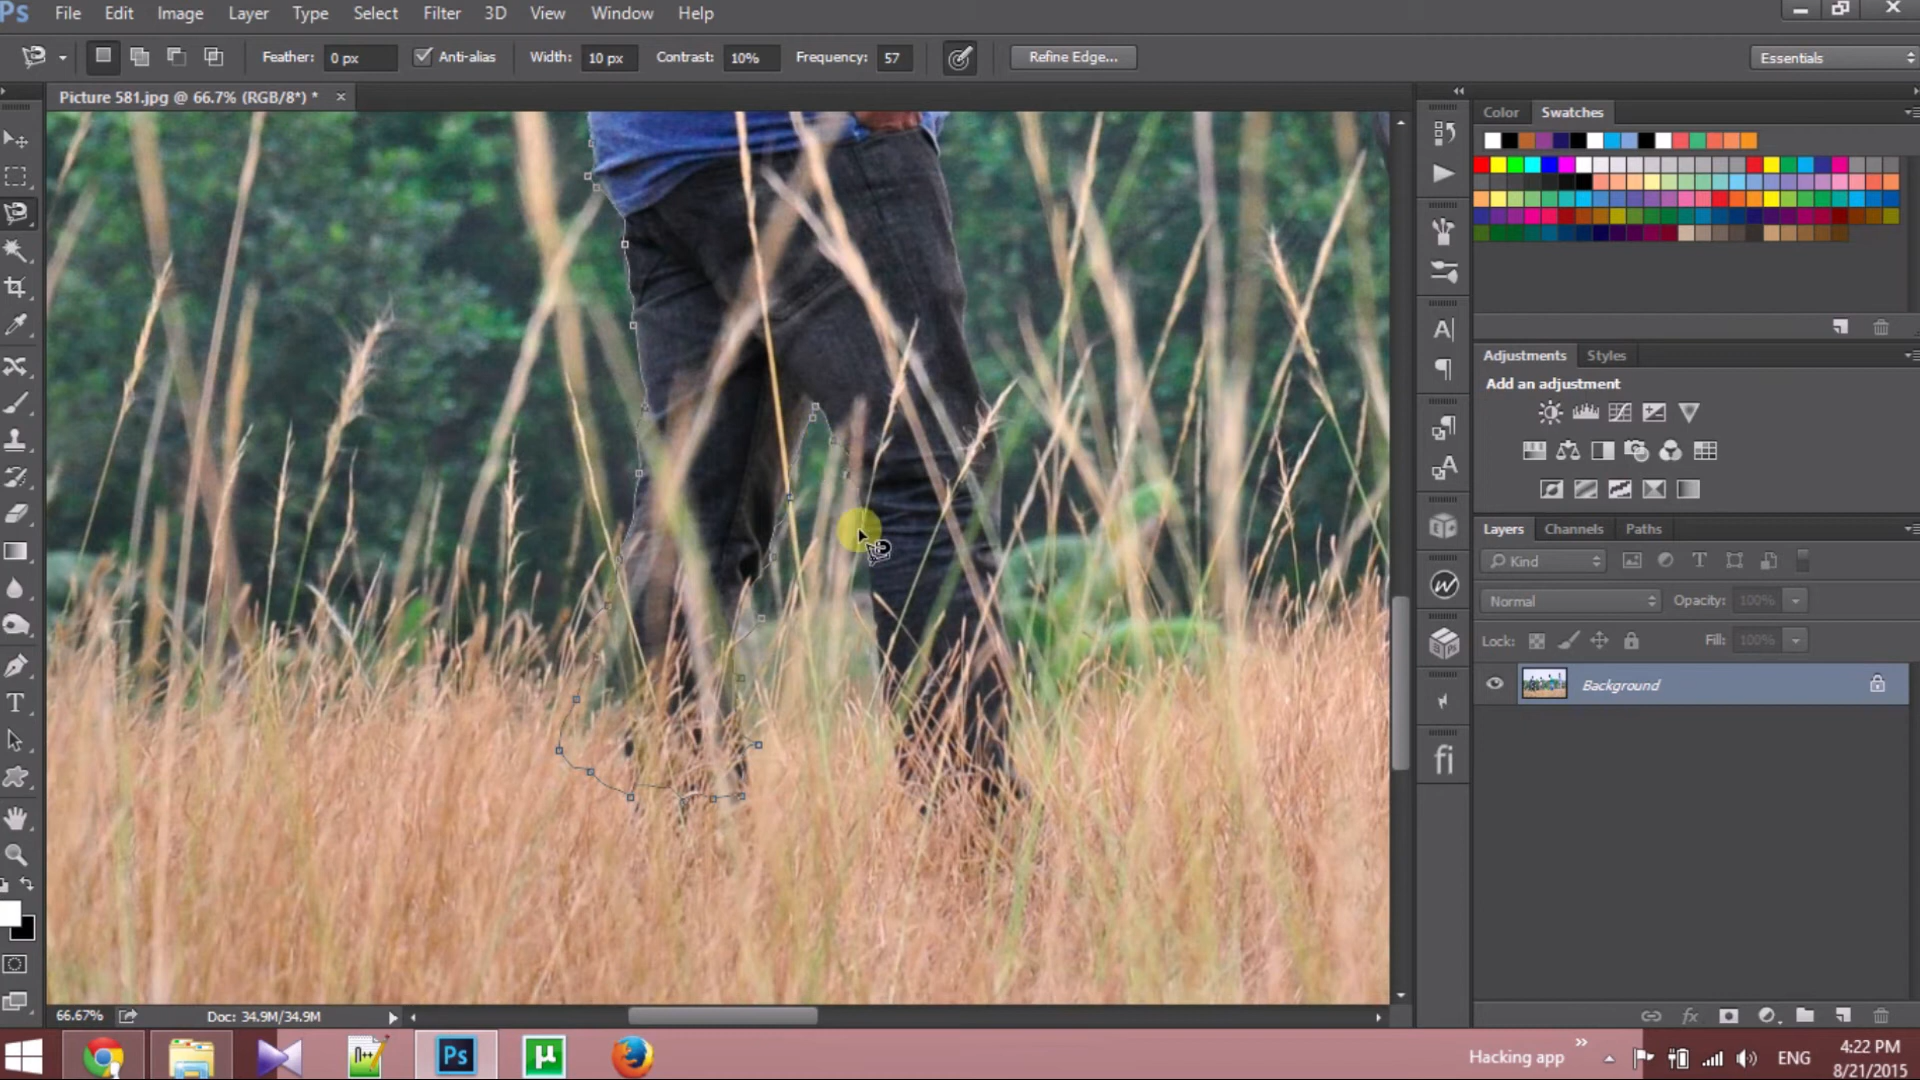 Ps File Edit Image Layer Type Select Filter 3D View Window Help
Feather: 0 px Anti-alias Width: 10 px Contrast: 10% Frequency: 57 Refine Edge... Essentials
Picture 581.jpg @ 66.7% (RGB/8*) * ×
Color Swatches
Adjustments Styles
Add an adjustment
Layers Channels Paths
Kind
Normal Opacity: 100%
Lock: Fill: 100%
Background
66.67% Doc: 34.9M/34.9M
N++ Ps µ Hacking app » ENG 4:22 PM
8/21/2015